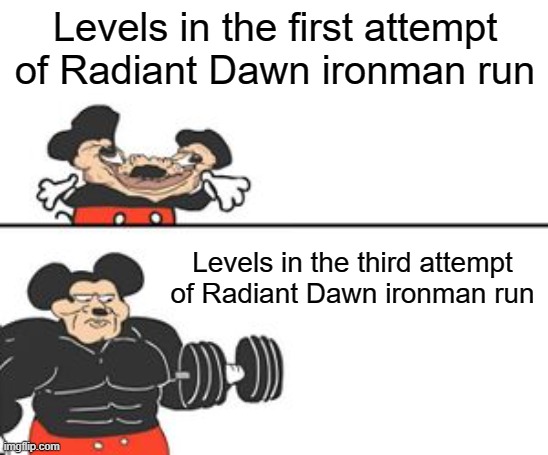 Levels in the first attempt
of Radiant Dawn ironman run
Levels in the third attempt
of Radiant Dawn ironman run
imgflip.com